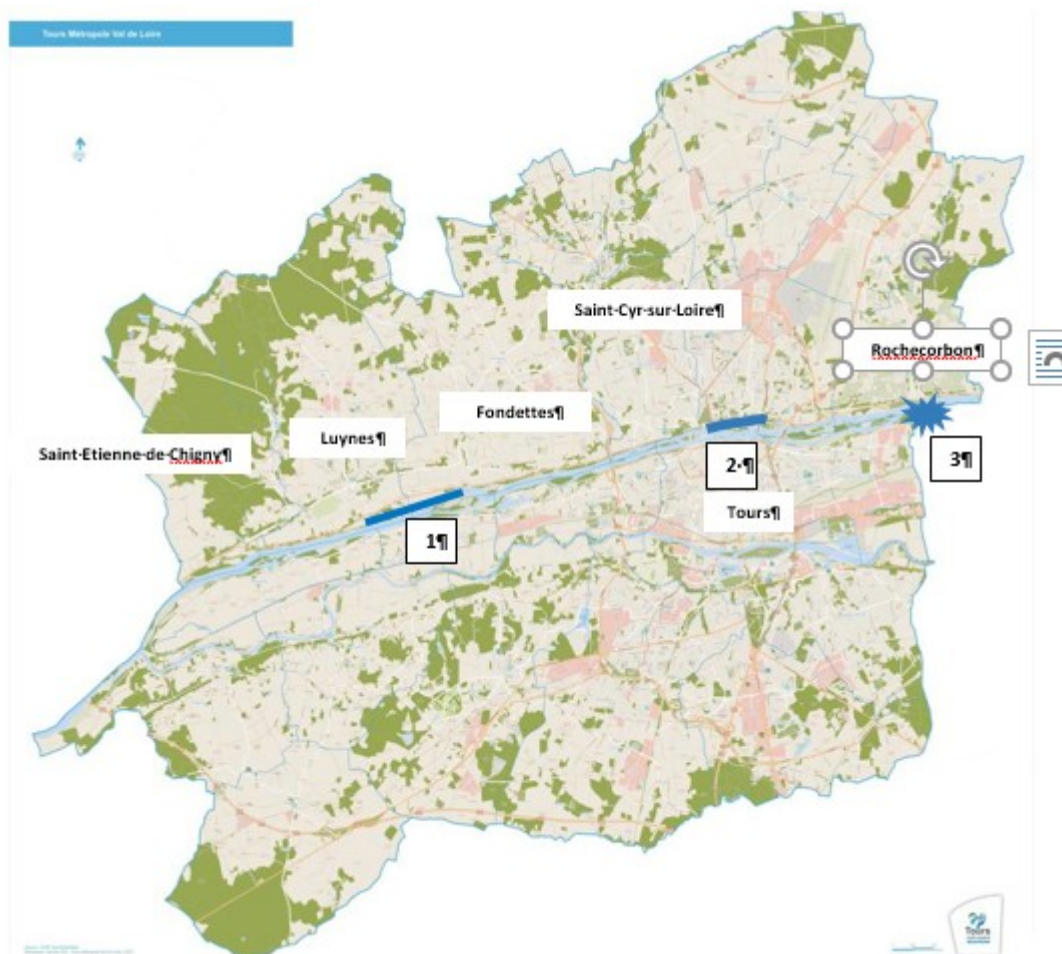 Tours Métropole Val de Loire
Saint-Cyr-sur-Loire¶
Rochecorbon¶
Fondettes¶
Luynes¶
Saint-Etienne-de-Chigny¶
2·¶
3¶
Tours¶
1¶
Tours